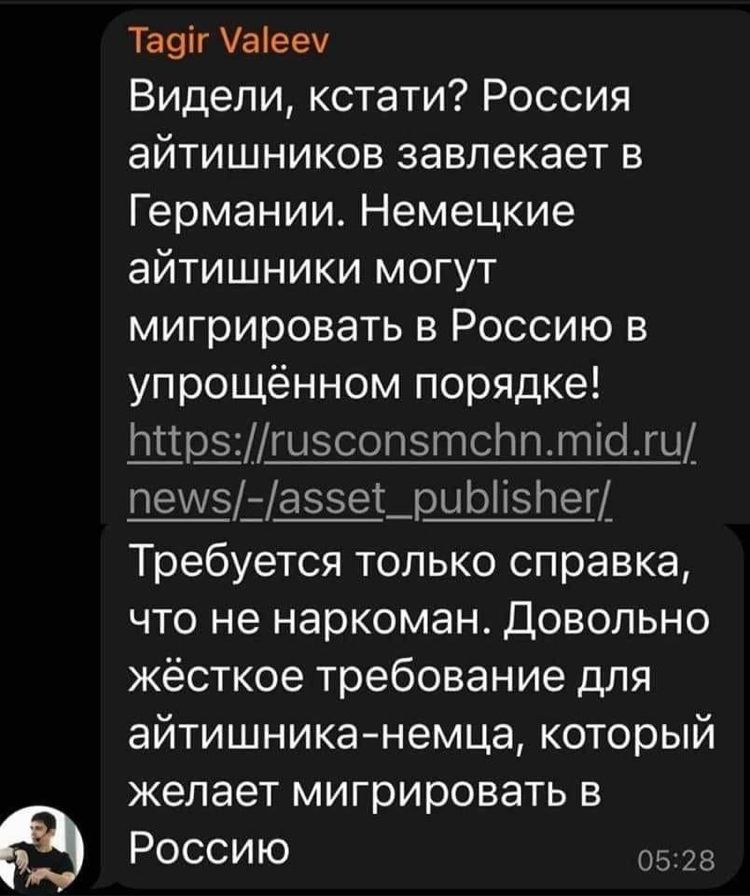 Tagir Valeev
Видели, кстати? Россия
айтишников завлекает в
Германии. Немецкие
айтишники могут
мигрировать в Россию в
упрощённом порядке!
https://rusconsmchn.mid.ru/
news/-/asset_publisher/
Требуется только справка,
что не наркоман. Довольно
жёсткое требование для
айтишника-немца, который
желает мигрировать в
Россию
05:28